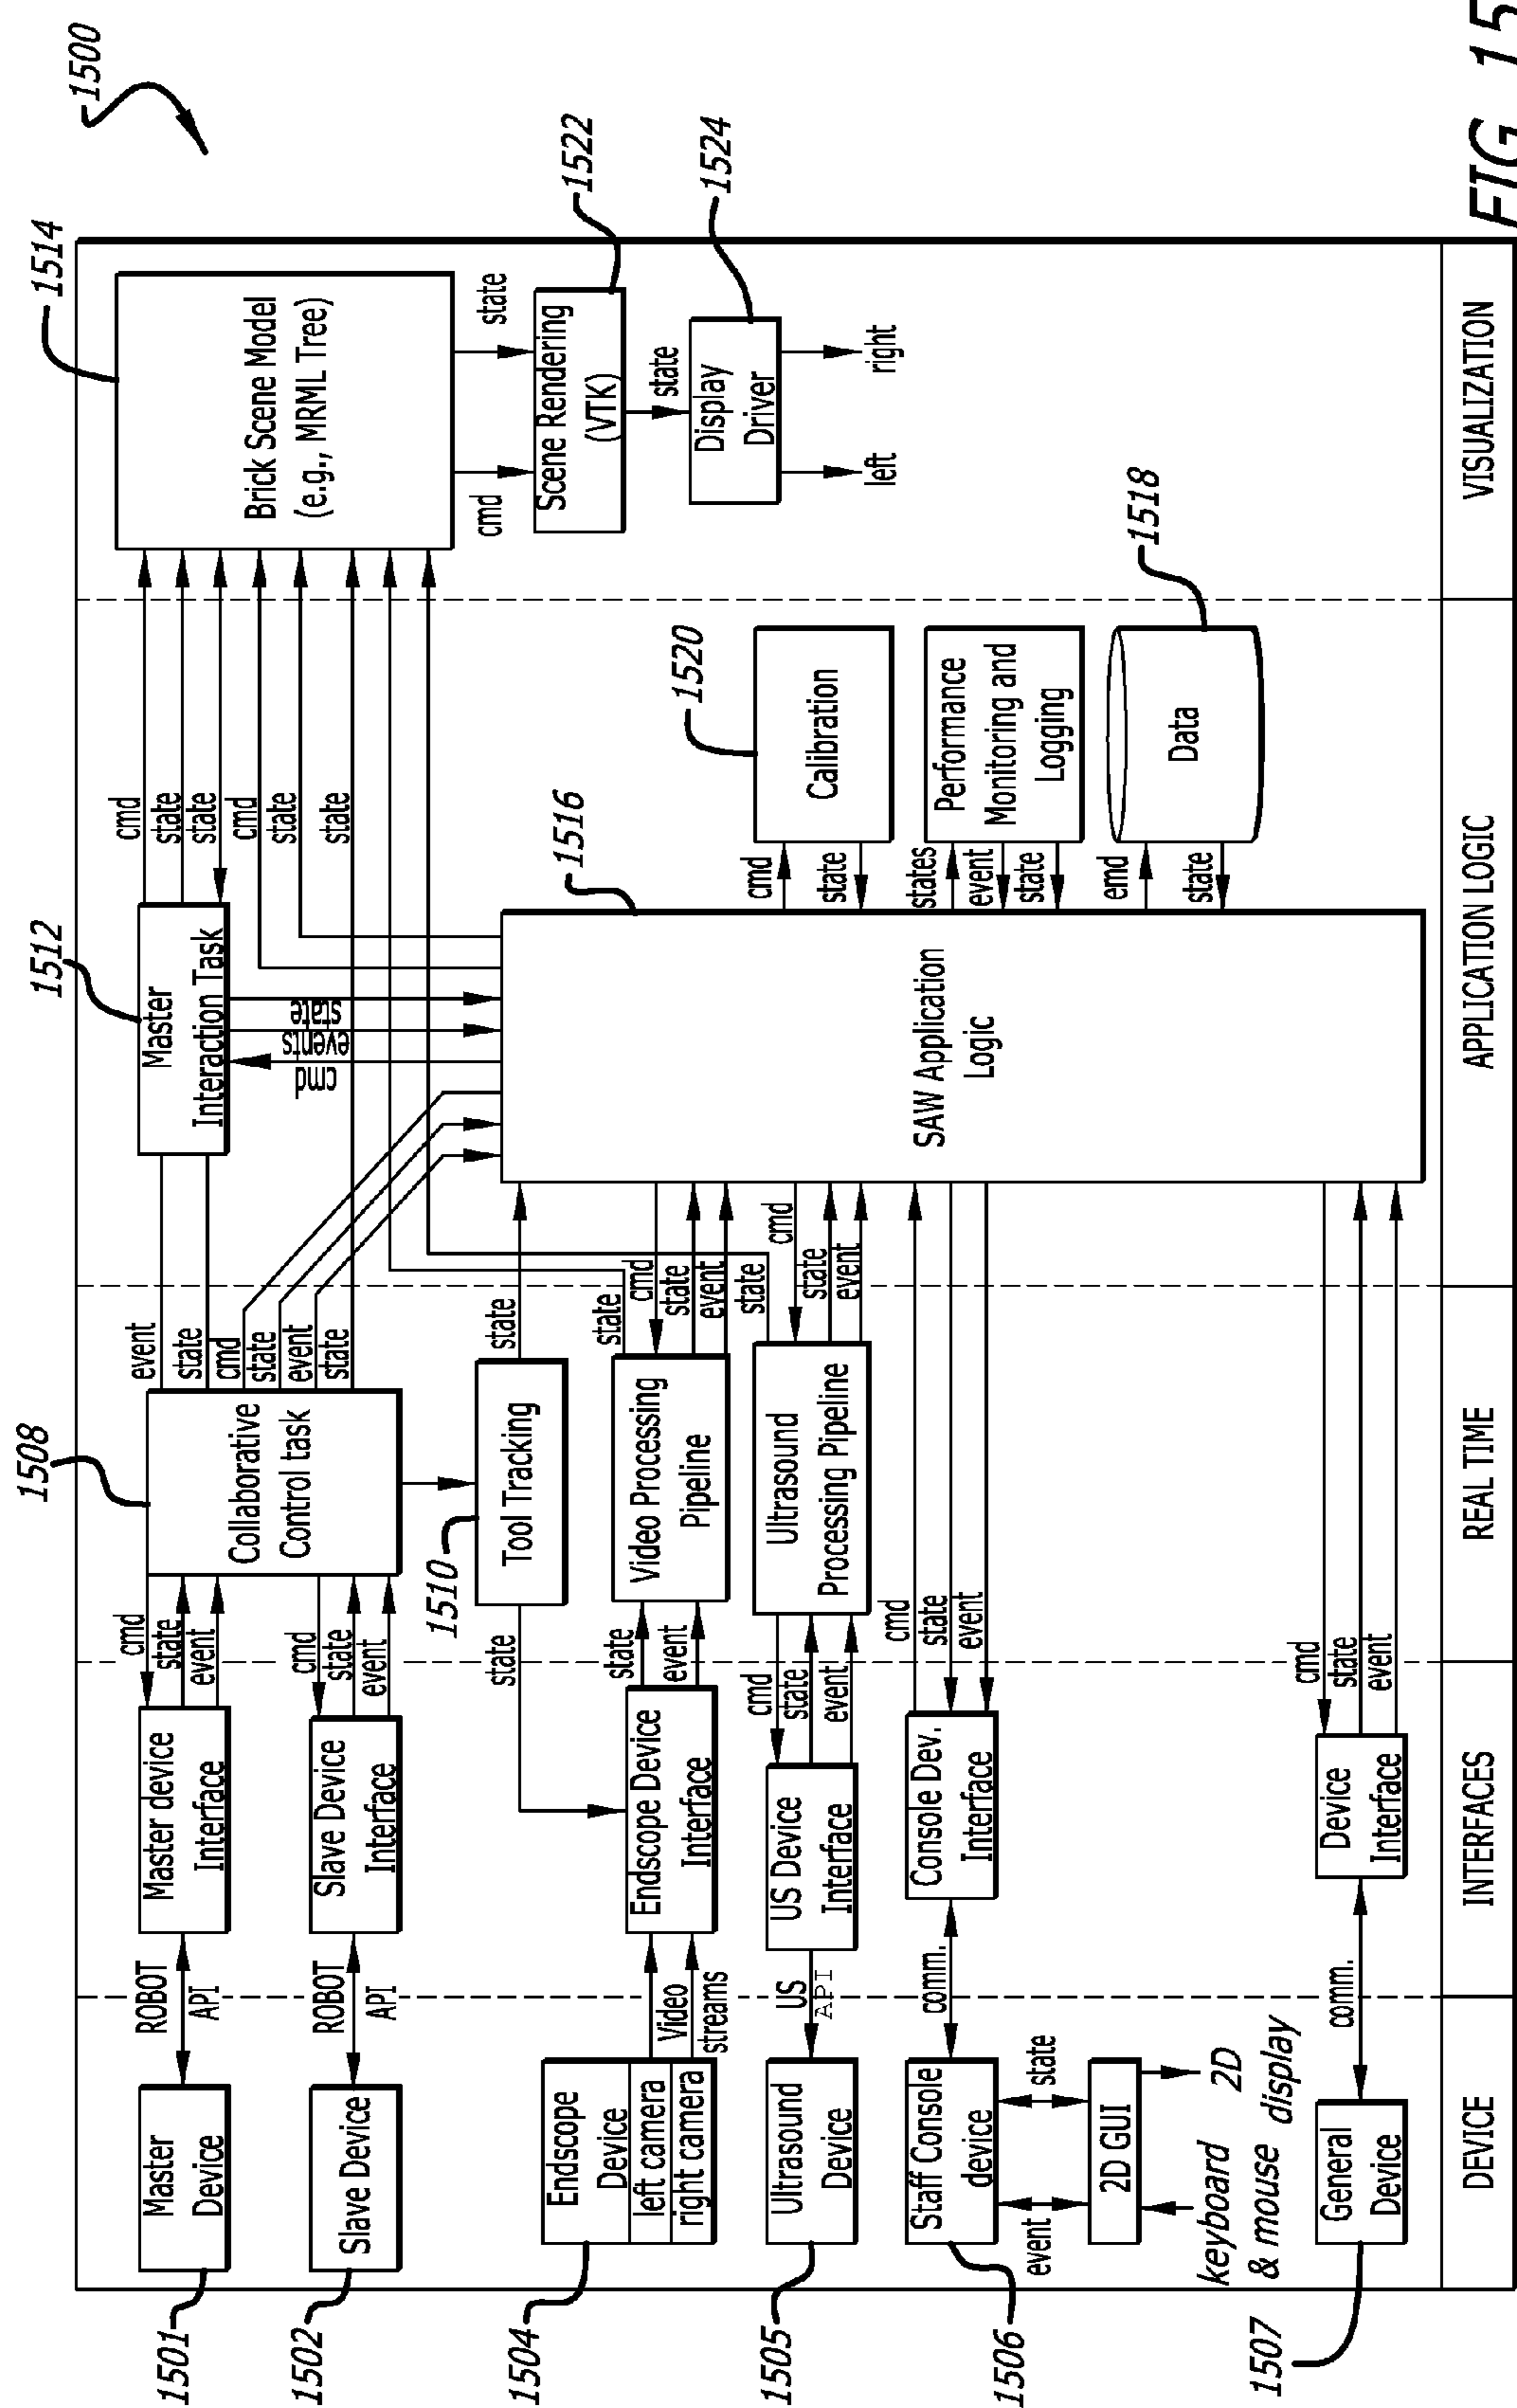 1500
FIG. 15
1501
Master
Device
ROBOT
API
Master device
Interface
cmd
state
event
1508
Collaborative
Control task
event
state
cmd
state
event
state
1512
Master
Interaction Task
cmd
state
state
cmd
state
state
cmd
events
state
1514
Brick Scene Model
(e.g., MRML Tree)
cmd
state
1522
Scene Rendering
(VTK)
state
1524
Display
Driver
left
right
1502
Slave Device
ROBOT
API
Slave Device
Interface
cmd
state
event
1510
Tool Tracking
state
state
1504
Endscope
Device
left camera
right camera
Video
streams
Endscope Device
Interface
state
event
Video Processing
Pipeline
state
cmd
state
event
1505
Ultrasound
Device
US
API
US Device
Interface
cmd
state
event
Ultrasound
Processing Pipeline
state
cmd
state
event
1516
SAW Application
Logic
1520
cmd
state
Calibration
states
event
state
Performance
Monitoring and
Logging
1518
emd
state
Data
1506
Staff Console
device
comm.
Console Dev.
Interface
cmd
state
event
event
state
2D GUI
keyboard
& mouse
2D
display
1507
General
Device
comm.
Device
Interface
cmd
state
event
DEVICE
INTERFACES
REAL TIME
APPLICATION LOGIC
VISUALIZATION